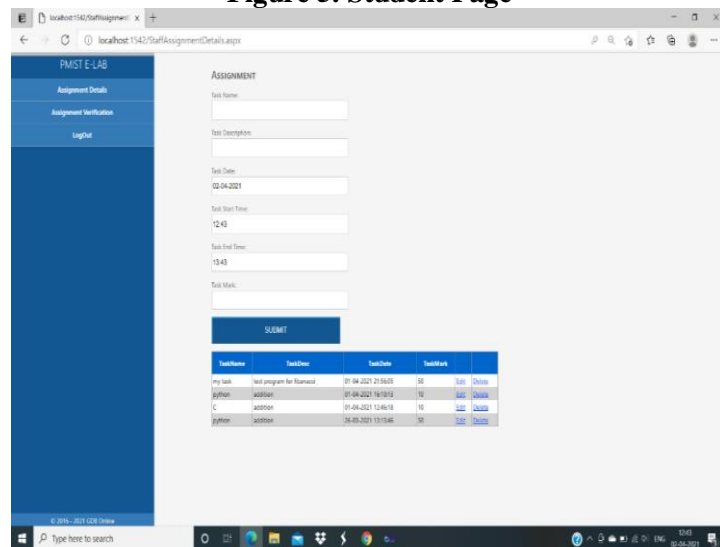 Figure 3. Student Page
localhost:1542/StaffAssignment
localhost:1542/StaffAssignmentDetails.aspx
PMIST E-LAB
Assignment Details
Assignment Verification
LogOut
ASSIGNMENT
Task Name:
Task Description:
Task Date:
02-04-2021
Task Start Time:
12:43
Task End Time:
13:43
Task Mark:
SUBMIT
TaskName TaskDesc TaskDate TaskMark
my task test program for fibanacci 01-04-2021 21:56:05 50 Edit Delete
python addition 01-04-2021 16:10:13 10 Edit Delete
C addition 01-04-2021 12:46:18 10 Edit Delete
python addition 26-03-2021 13:15:46 50 Edit Delete
© 2016 - 2021 GDB Online
Type here to search
ENG
12:43
02-04-2021